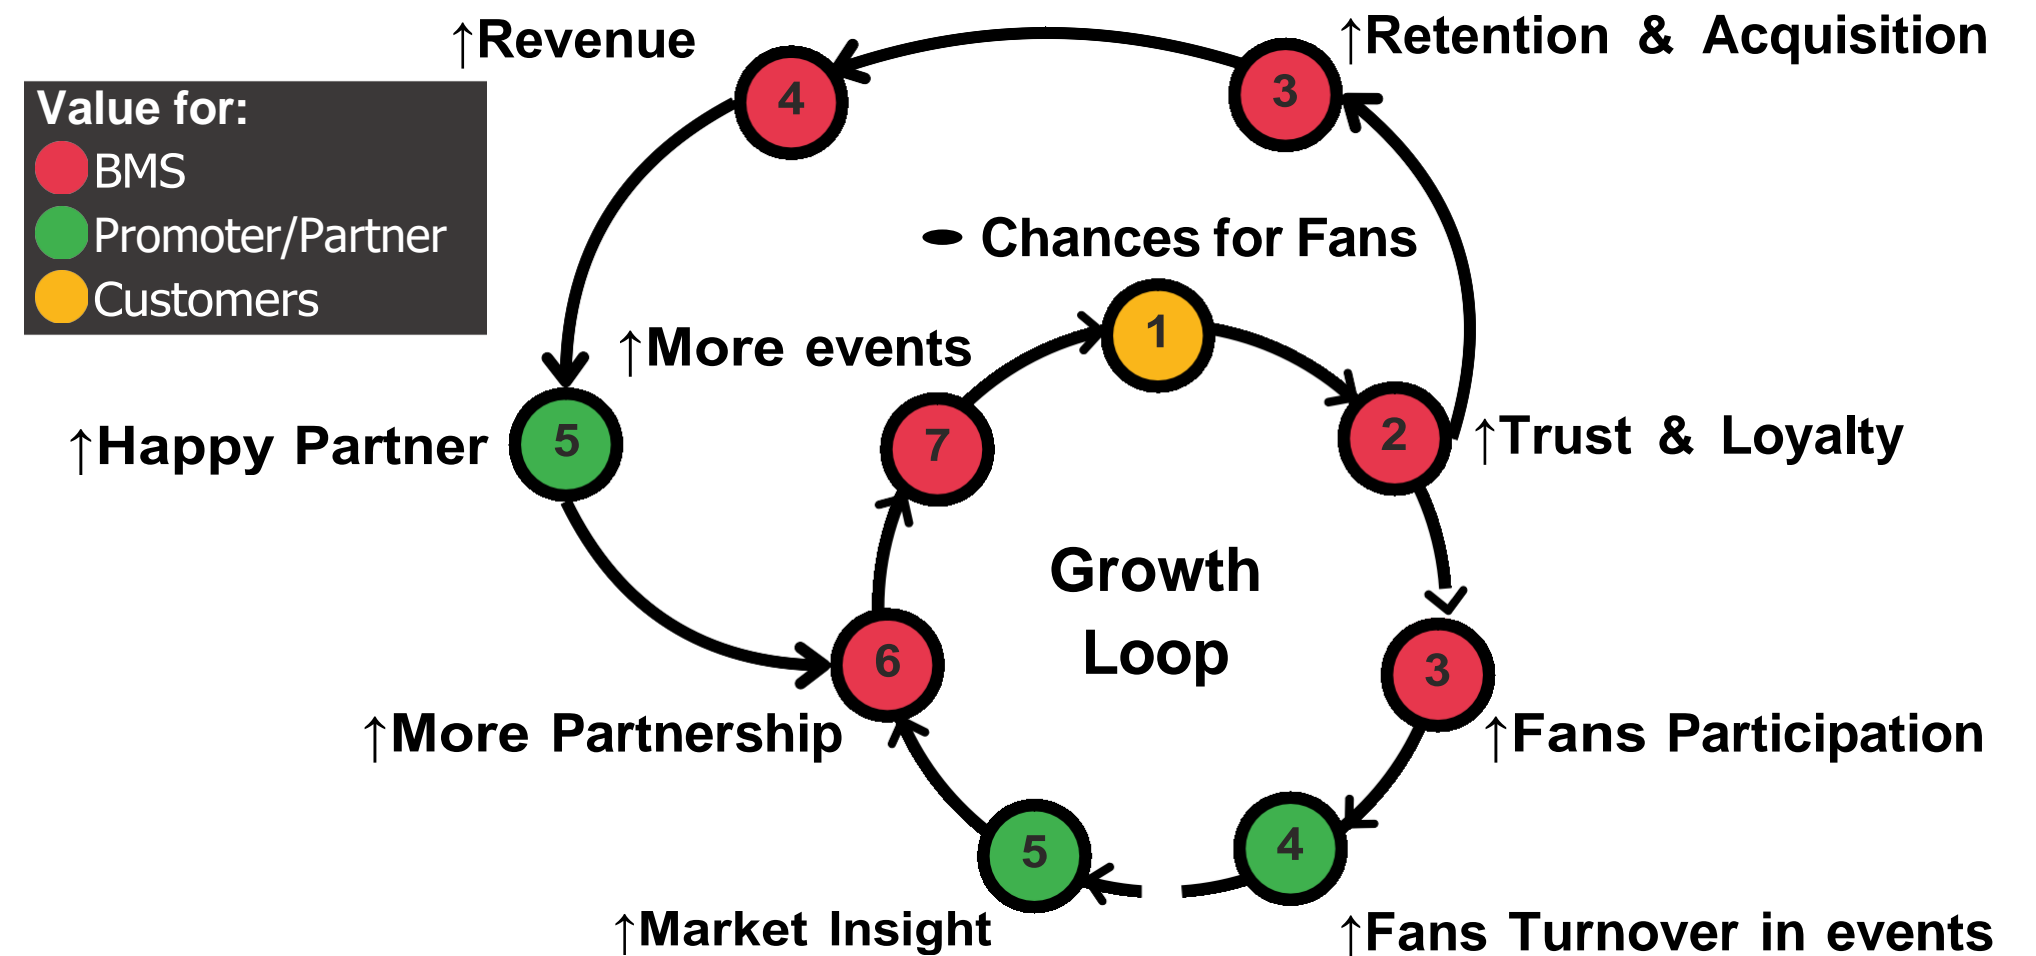 ↑Revenue
↑Retention & Acquisition
4
3
Value for:
BMS
Promoter/Partner
Customers
- Chances for Fans
1
↑More events
↑Happy Partner
5
7
2
↑Trust & Loyalty
Growth
Loop
6
3
↑More Partnership
↑Fans Participation
5
4
↑Market Insight
↑Fans Turnover in events